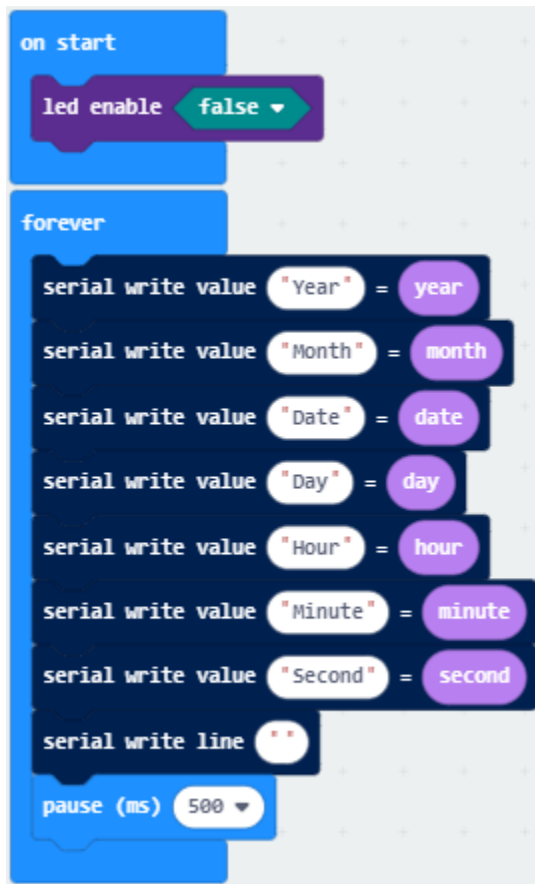 on start
led enable false
forever
serial write value "Year" = year
serial write value "Month" = month
serial write value "Date" = date
serial write value "Day" = day
serial write value "Hour" = hour
serial write value "Minute" = minute
serial write value "Second" = second
serial write line " "
pause (ms) 500